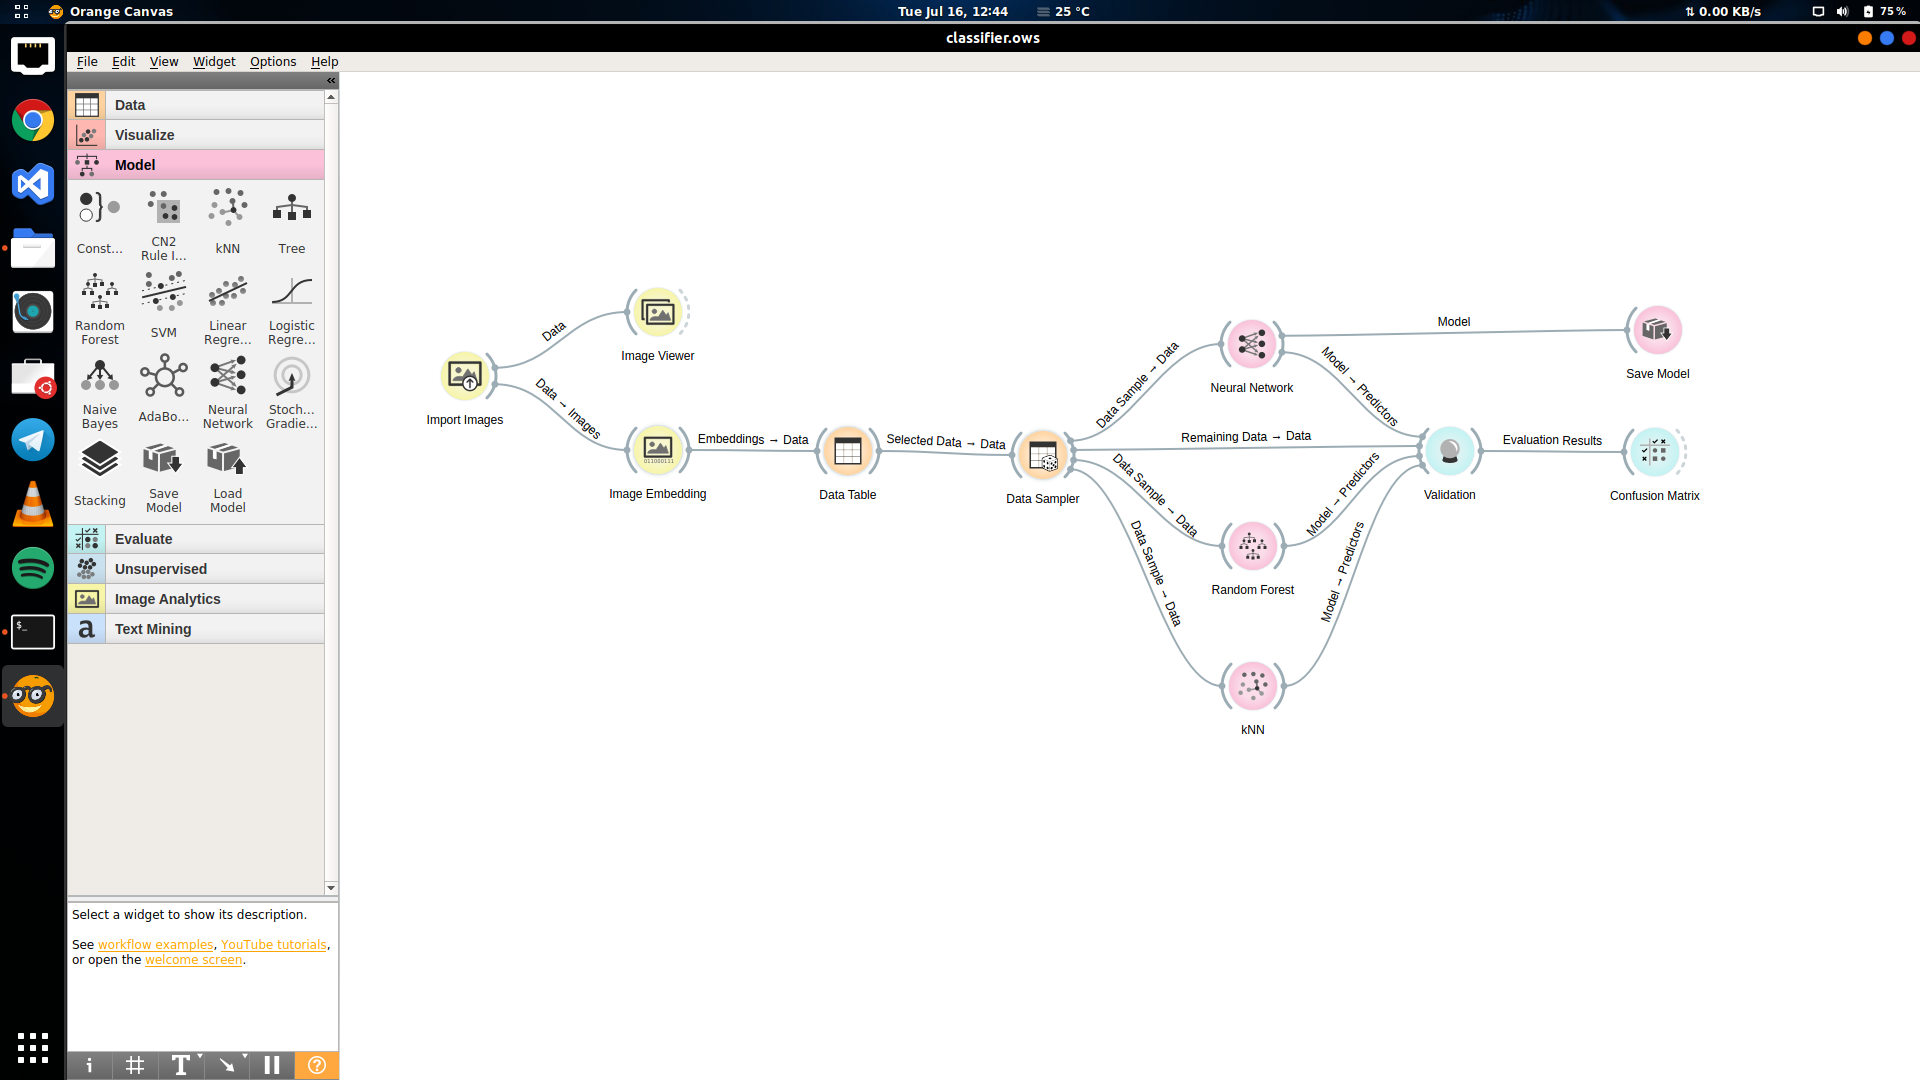 Orange Canvas
Tue Jul 16, 12:44
25 °C
0.00 KB/s
75 %
classifier.ows
File Edit View Widget Options Help
Data
Visualize
Model
Const...
CN2
Rule I...
kNN
Tree
Random
Forest
SVM
Linear
Regre...
Logistic
Regre...
Naive
Bayes
AdaBo...
Neural
Network
Stoch...
Gradie...
Stacking
Save
Model
Load
Model
Evaluate
Unsupervised
Image Analytics
a Text Mining
Select a widget to show its description.
See workflow examples, YouTube tutorials,
or open the welcome screen.
Import Images
Data
Image Viewer
Data → Images
Image Embedding
Embeddings → Data
Data Table
Selected Data → Data
Data Sampler
Data Sample → Data
Neural Network
Model
Save Model
Model → Predictors
Remaining Data → Data
Validation
Evaluation Results
Confusion Matrix
Data Sample → Data
Random Forest
Model → Predictors
Data Sample → Data
kNN
Model → Predictors